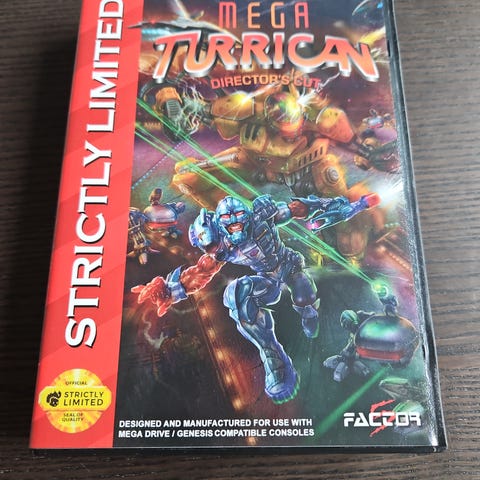 MEGA
TURRICAN
DIRECTOR'S CUT
STRICTLY LIMITED
OFFICIAL
STRICTLY
LIMITED
SEAL OF
QUALITY
DESIGNED AND MANUFACTURED FOR USE WITH
MEGA DRIVE / GENESIS COMPATIBLE CONSOLES
FACTOR 5